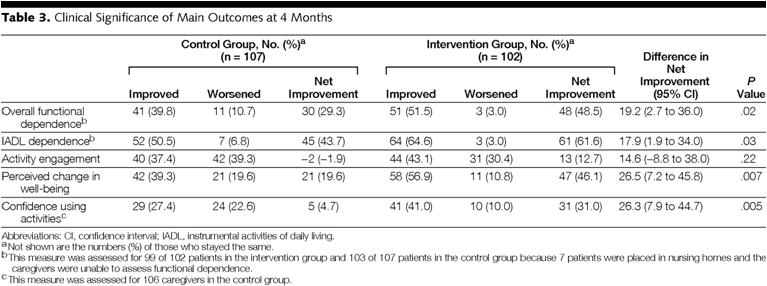 Table 3. Clinical Significance of Main Outcomes at 4 Months
Control Group, No. (%)a (n = 107) Intervention Group, No. (%)a (n = 102) Difference in Net Improvement (95% CI) P Value
Improved Worsened Net Improvement Improved Worsened Net Improvement
Overall functional dependenceb 41 (39.8) 11 (10.7) 30 (29.3) 51 (51.5) 3 (3.0) 48 (48.5) 19.2 (2.7 to 36.0) .02
IADL dependenceb 52 (50.5) 7 (6.8) 45 (43.7) 64 (64.6) 3 (3.0) 61 (61.6) 17.9 (1.9 to 34.0) .03
Activity engagement 40 (37.4) 42 (39.3) −2 (−1.9) 44 (43.1) 31 (30.4) 13 (12.7) 14.6 (−8.8 to 38.0) .22
Perceived change in well-being 42 (39.3) 21 (19.6) 21 (19.6) 58 (56.9) 11 (10.8) 47 (46.1) 26.5 (7.2 to 45.8) .007
Confidence using activitiesc 29 (27.4) 24 (22.6) 5 (4.7) 41 (41.0) 10 (10.0) 31 (31.0) 26.3 (7.9 to 44.7) .005
Abbreviations: CI, confidence interval; IADL, instrumental activities of daily living.
a Not shown are the numbers (%) of those who stayed the same.
b This measure was assessed for 99 of 102 patients in the intervention group and 103 of 107 patients in the control group because 7 patients were placed in nursing homes and the
caregivers were unable to assess functional dependence.
c This measure was assessed for 106 caregivers in the control group.